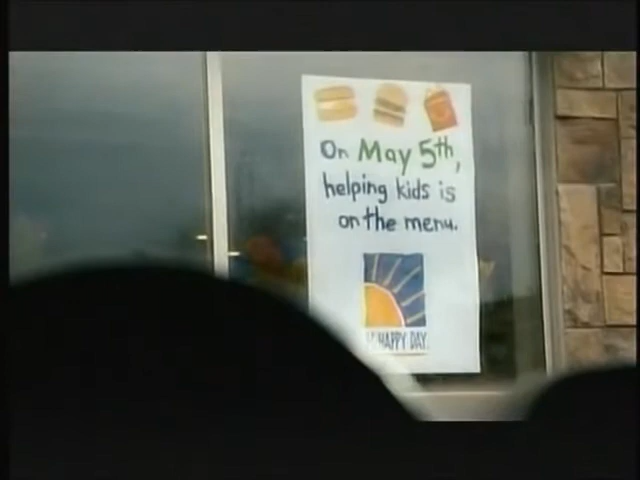 On May 5th,
helping kids is
on the menu.
HAPPY DAY.